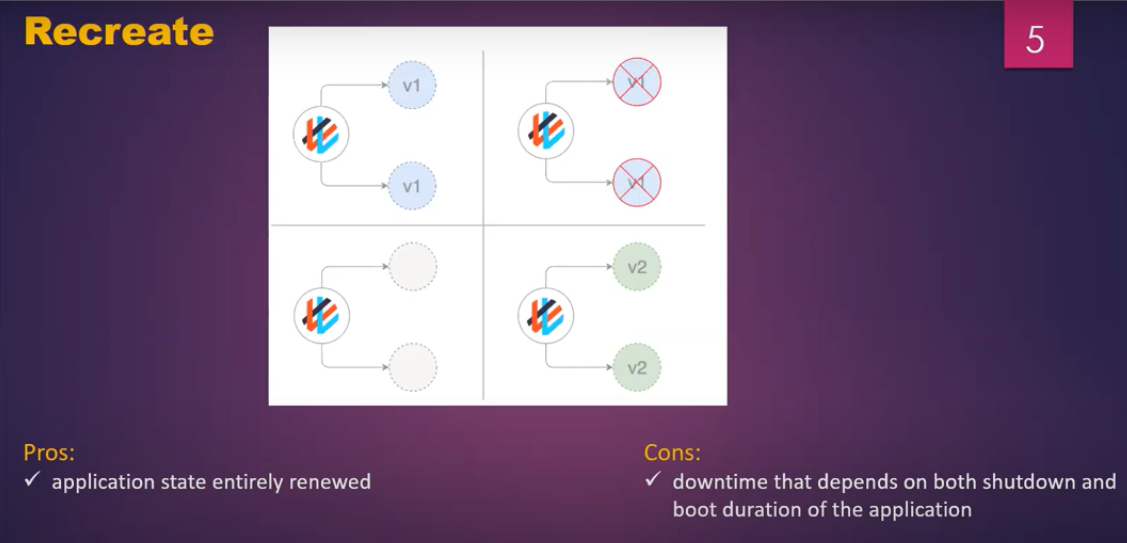 Recreate
5
v1
v1
v1
v1
v2
v2
Pros:
✓ application state entirely renewed
Cons:
✓ downtime that depends on both shutdown and
boot duration of the application